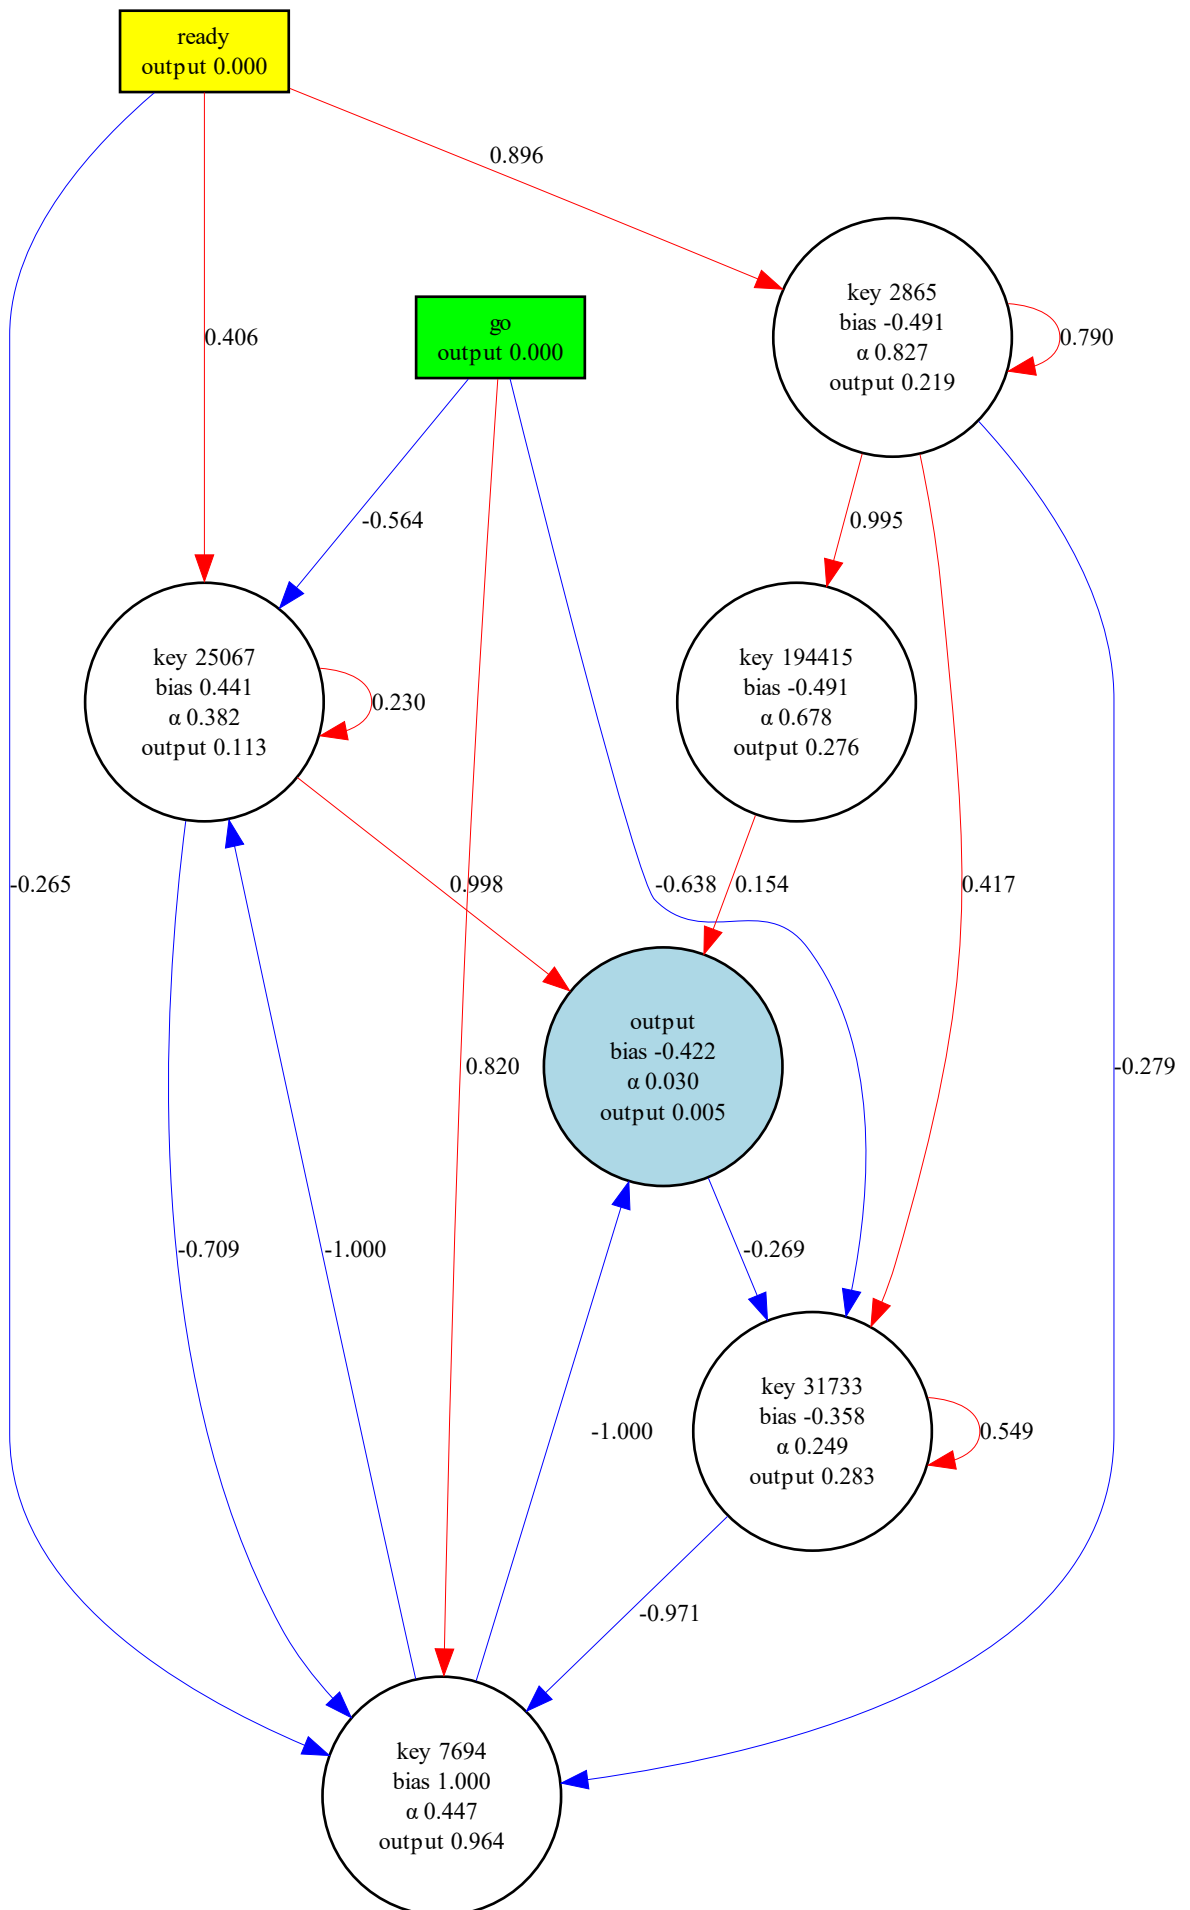 ready
output 0.000
0.896
key 2865
bias -0.491
α 0.827
output 0.219
0.790
go
output 0.000
0.406
-0.564
0.995
key 25067
bias 0.441
α 0.382
output 0.113
0.230
key 194415
bias -0.491
α 0.678
output 0.276
-0.265
0.998
-0.638
0.154
0.417
output
bias -0.422
α 0.030
output 0.005
0.820
-0.279
-0.709
-1.000
-0.269
key 31733
bias -0.358
α 0.249
output 0.283
-1.000
0.549
-0.971
key 7694
bias 1.000
α 0.447
output 0.964